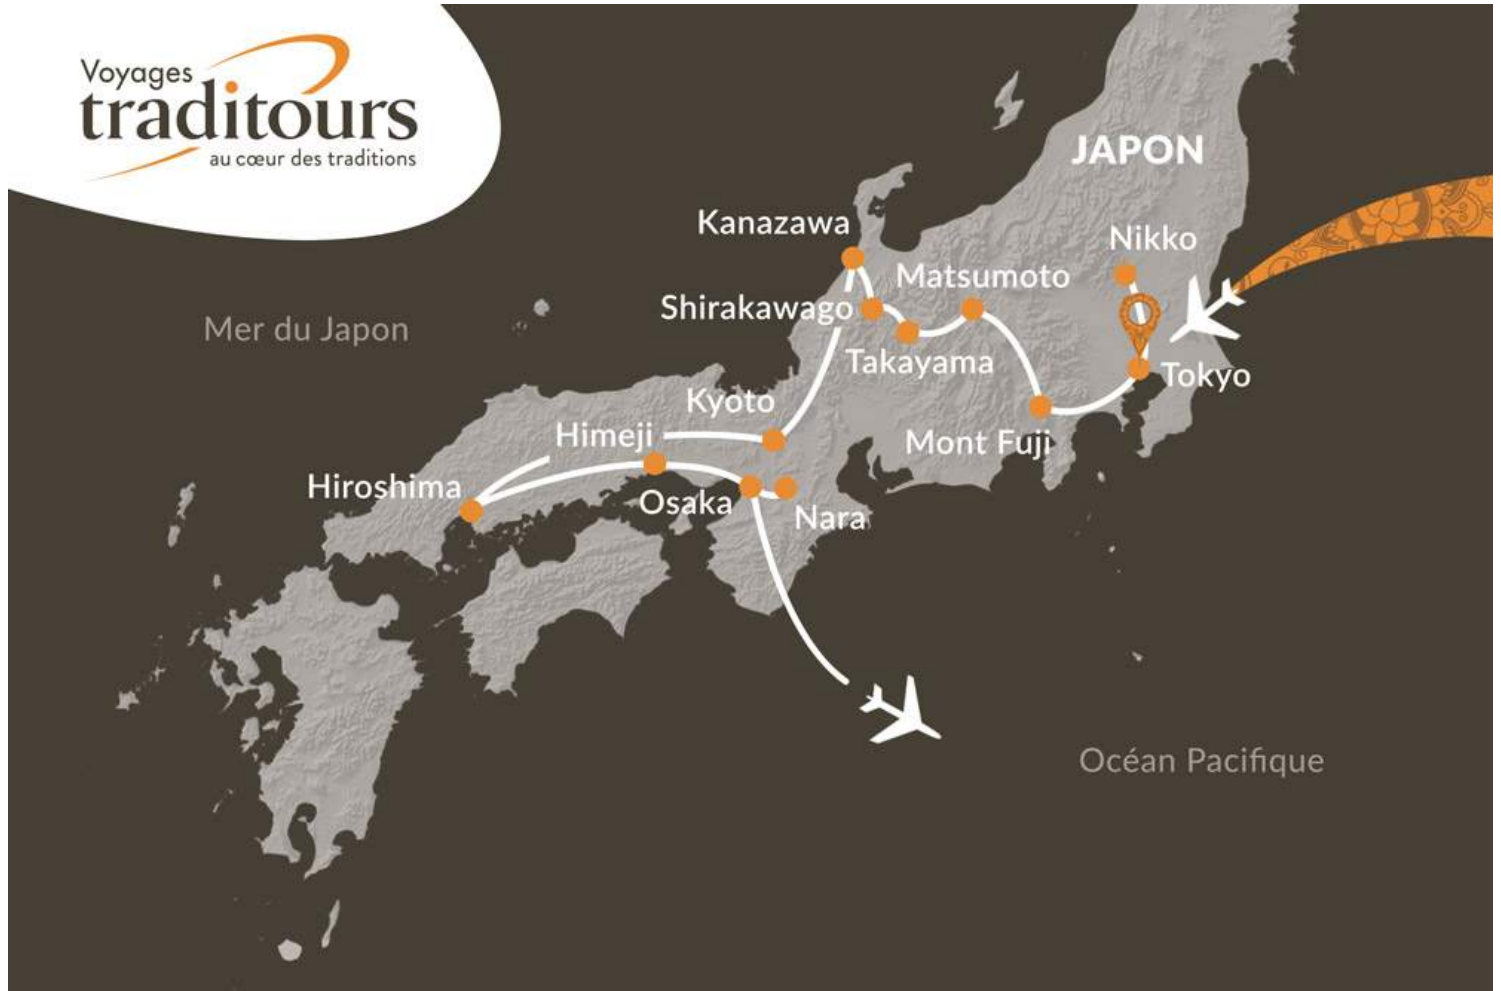 Voyages
traditours
au cœur des traditions
JAPON
Kanazawa
Nikko
Matsumoto
Shirakawago
Mer du Japon
Takayama
Tokyo
Kyoto
Himeji
Mont Fuji
Hiroshima
Osaka
Nara
Océan Pacifique